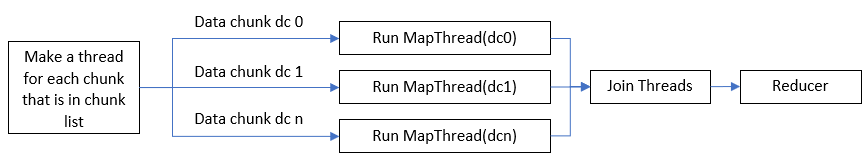 Make a thread
for each chunk
that is in chunk
list
Data chunk dc 0
Data chunk dc 1
Data chunk dc n
Run MapThread(dc0)
Run MapThread(dc1)
Run MapThread(dcn)
Join Threads
Reducer